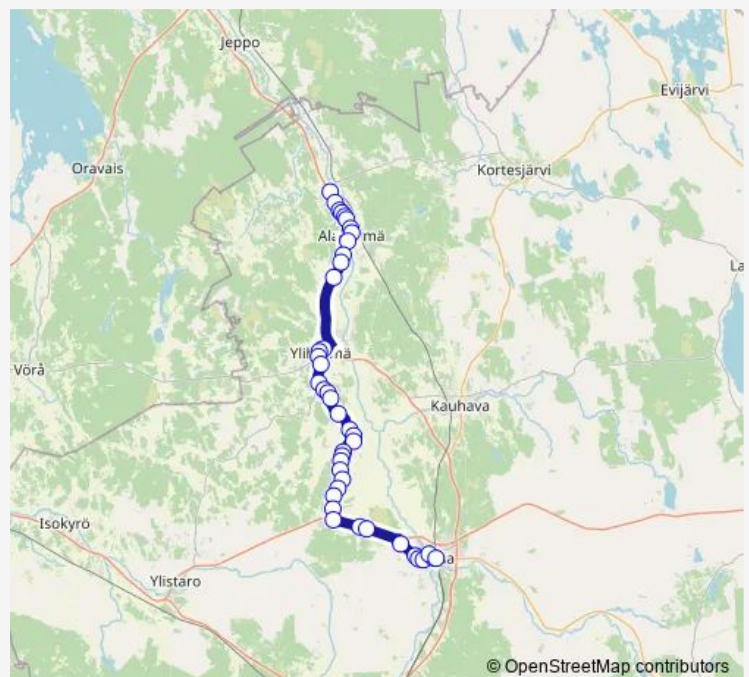 Jeppo
Evijärvi
Oravais
Kortesjärvi
Vörå
Kauhava
Isokyrö
Ylistaro
© OpenStreetMap contributors